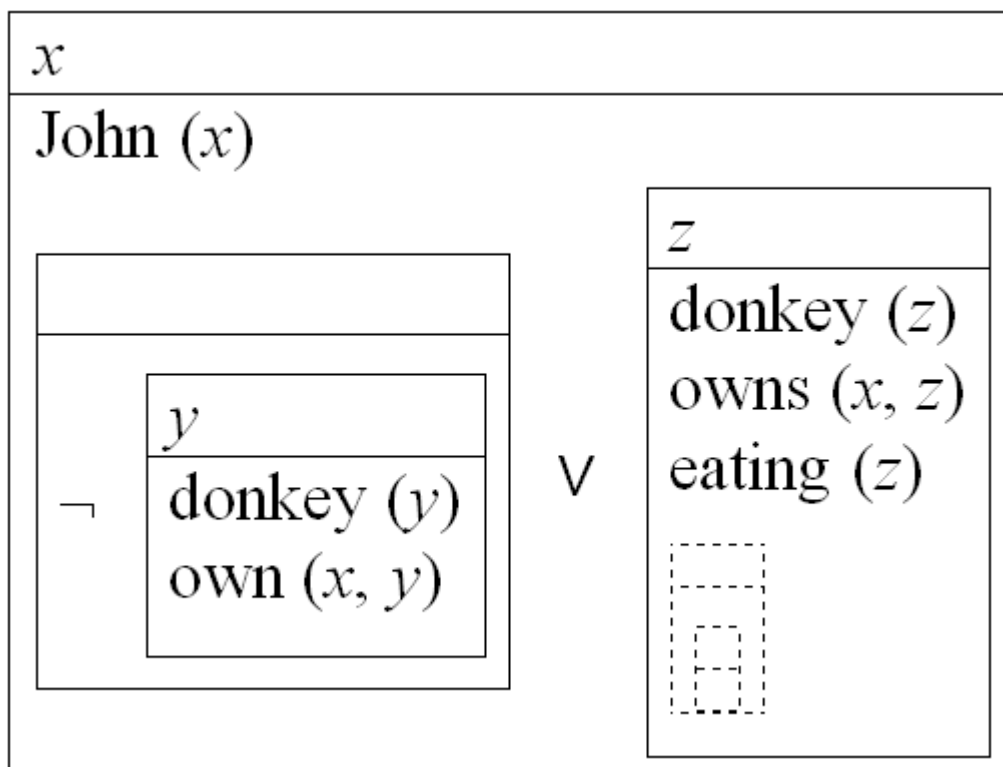 x
John (x)
z
donkey (z)
owns (x, z)
eating (z)
y
¬
donkey (y)
own (x, y)
∨